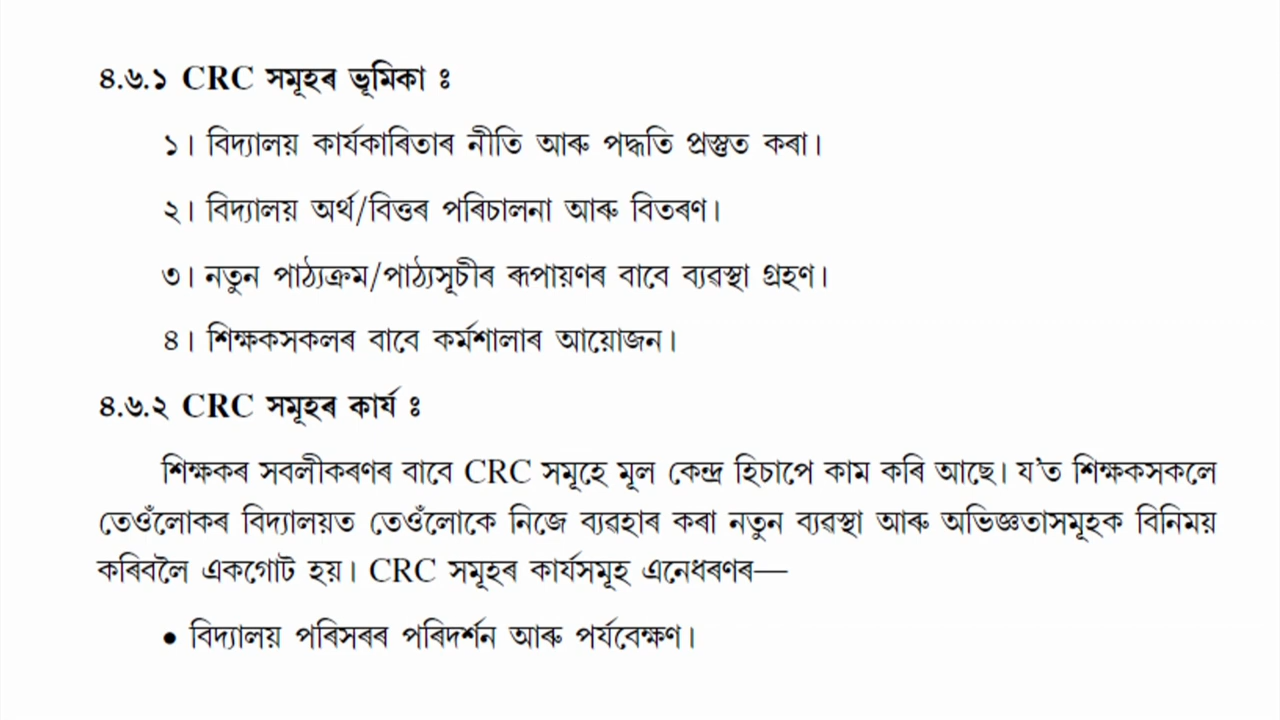 ৪.৬.১ CRC সমূহৰ ভূমিকা ঃ
১। বিদ্যালয় কাৰ্যকাৰিতাৰ নীতি আৰু পদ্ধতি প্ৰস্তুত কৰা।
২। বিদ্যালয় অৰ্থ/বিত্তৰ পৰিচালনা আৰু বিতৰণ।
৩। নতুন পাঠ্যক্ৰম/পাঠ্যসূচীৰ ৰূপায়ণৰ বাবে ব্যৱস্থা গ্ৰহণ।
৪। শিক্ষকসকলৰ বাবে কৰ্মশালাৰ আয়োজন।
৪.৬.২ CRC সমূহৰ কাৰ্য ঃ
শিক্ষকৰ সবলীকৰণৰ বাবে CRC সমূহে মূল কেন্দ্ৰ হিচাপে কাম কৰি আছে। য’ত শিক্ষকসকলে
তেওঁলোকৰ বিদ্যালয়ত তেওঁলোকে নিজে ব্যৱহাৰ কৰা নতুন ব্যৱস্থা আৰু অভিজ্ঞতাসমূহক বিনিময়
কৰিবলৈ একগোট হয়। CRC সমূহৰ কাৰ্যসমূহ এনেধৰণৰ—
• বিদ্যালয় পৰিসৰৰ পৰিদৰ্শন আৰু পৰ্যবেক্ষণ।